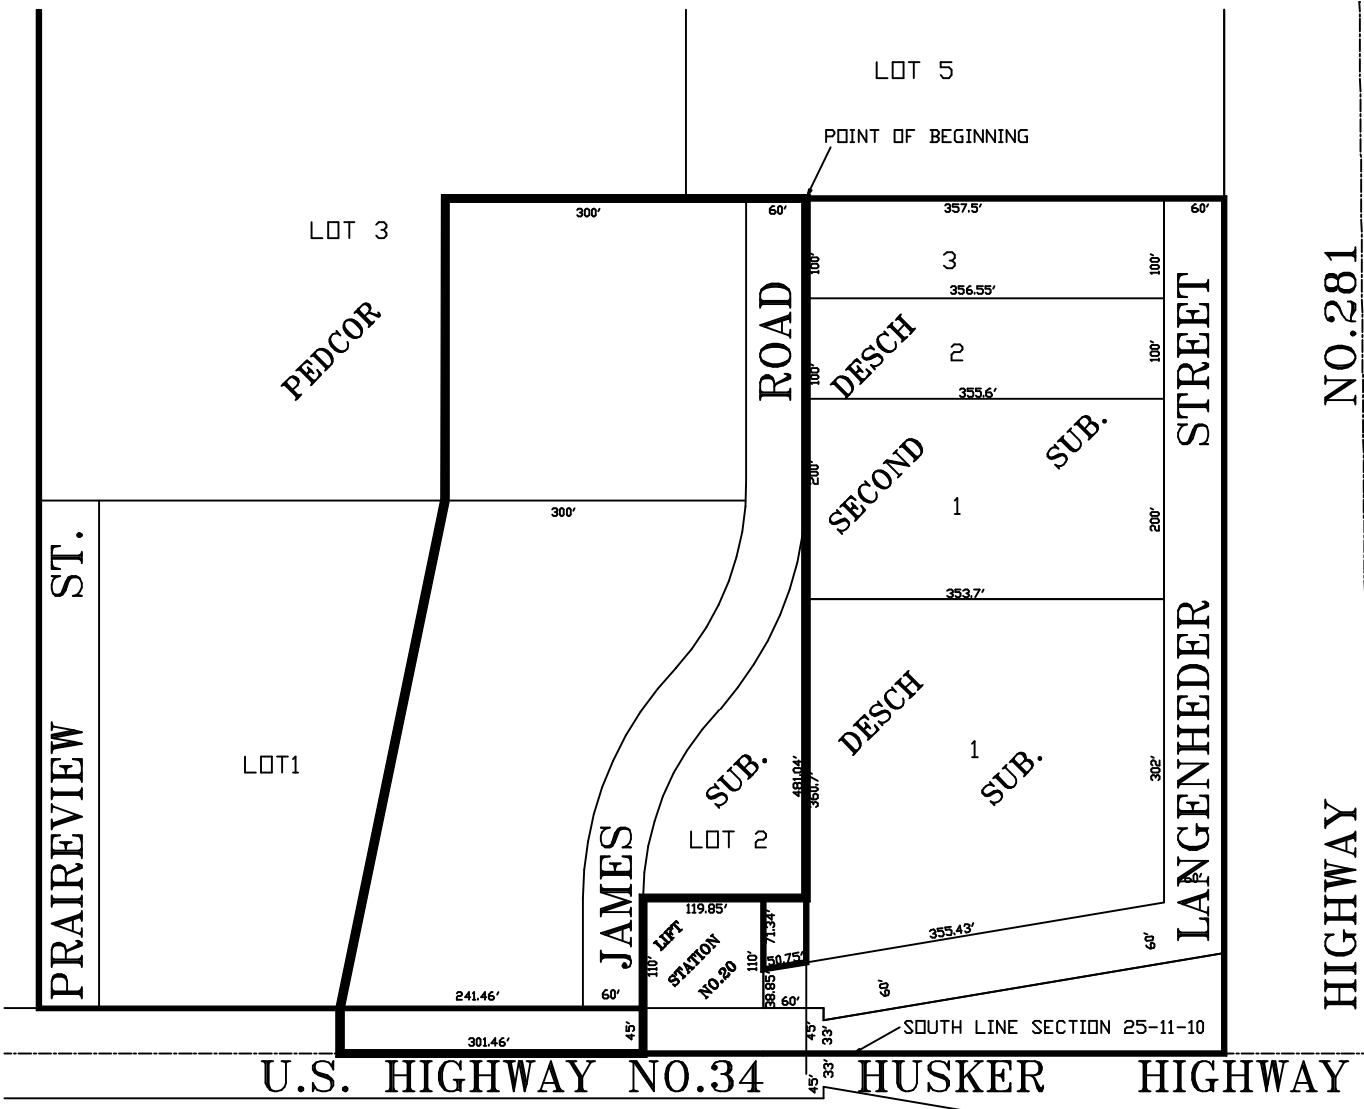 LOT 5
POINT OF BEGINNING
300'
60'
357.5'
60'
LOT 3
100'
3
100'
356.55'
PEDCOR
ROAD
DESCH
2
100'
100'
355.6'
STREET
NO.281
SECOND
SUB.
200'
1
200'
300'
ST.
353.7'
DESCH
1
SUB.
302'
LOT1
SUB.
481.04'
360.7'
LOT 2
PRAIREVIEW
JAMES
LANGENHEDER
60'
HIGHWAY
119.85'
71.34'
355.43'
60'
LIFT
STATION
NO.20
110'
110'
50.75'
38.85'
60'
241.46'
60'
60'
45'
45'
33'
SOUTH LINE SECTION 25-11-10
301.46'
U.S. HIGHWAY NO.34
45'
33'
HUSKER HIGHWAY